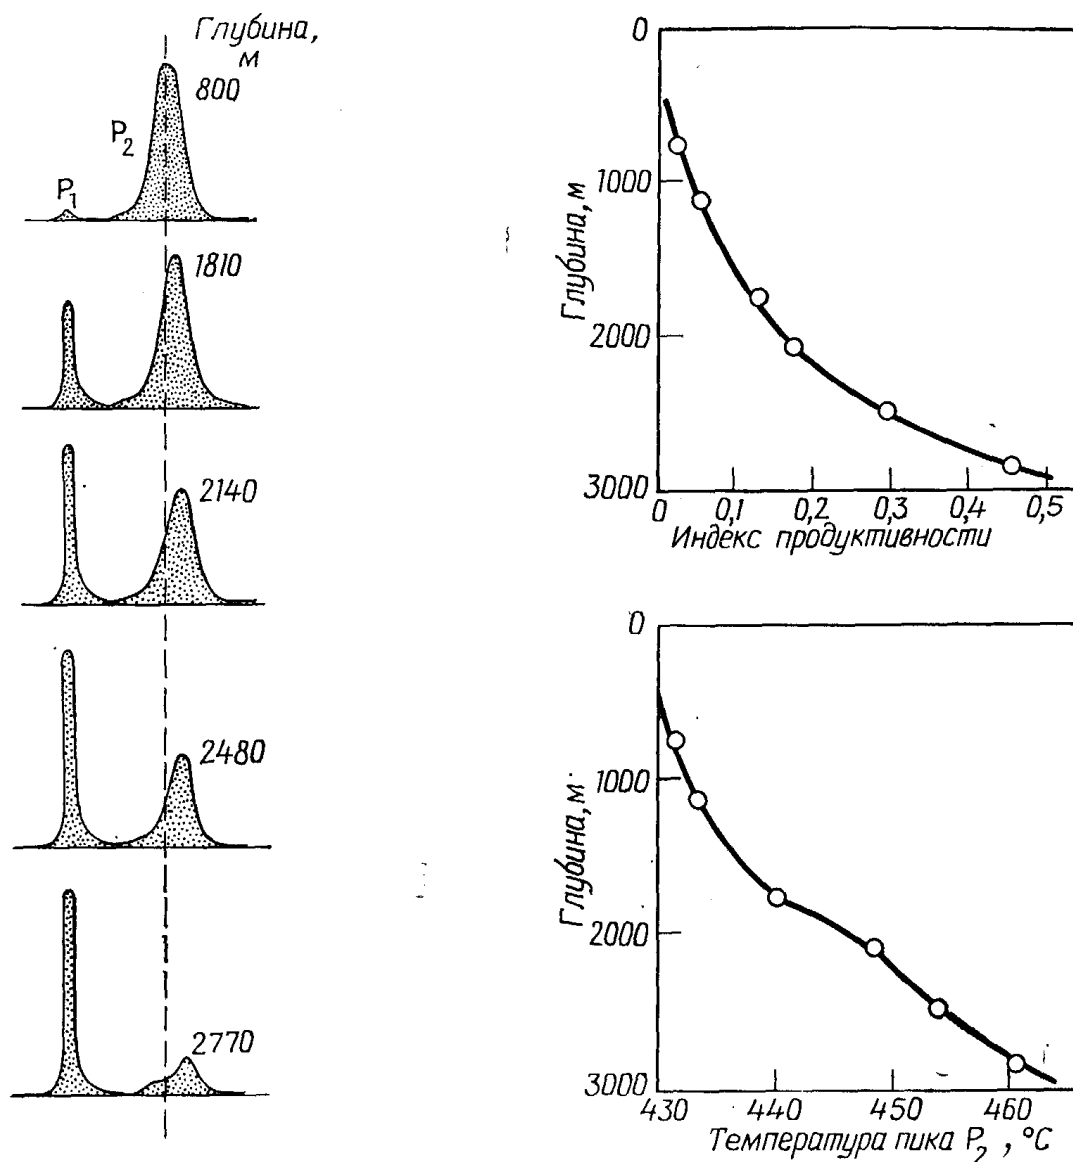 Глубина,
м
800
P₂
P₁
1810
2140
2480
2770
0
1000
2000
3000
Глубина, м
0 0,1 0,2 0,3 0,4 0,5
Индекс продуктивности
0
1000
2000
3000
Глубина, м
430 440 450 460
Температура пика P₂, °C